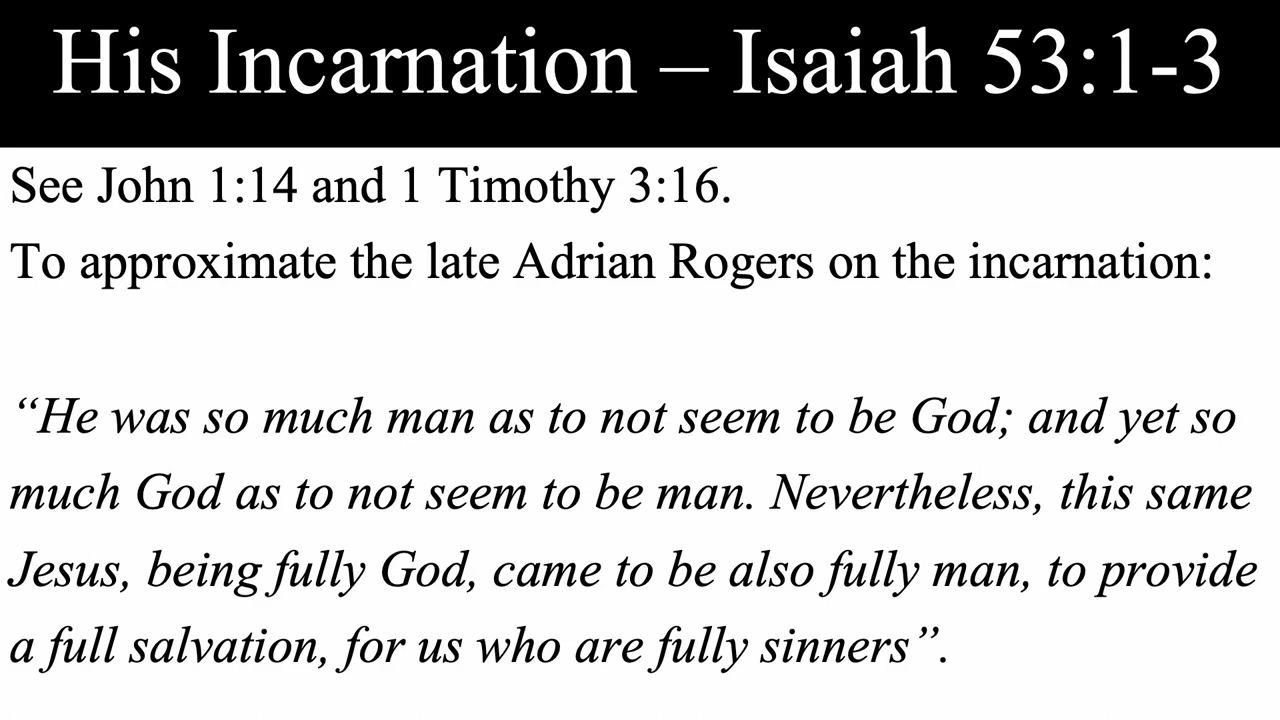 His Incarnation – Isaiah 53:1-3
See John 1:14 and 1 Timothy 3:16.
To approximate the late Adrian Rogers on the incarnation:
“He was so much man as to not seem to be God; and yet so
much God as to not seem to be man. Nevertheless, this same
Jesus, being fully God, came to be also fully man, to provide
a full salvation, for us who are fully sinners”.